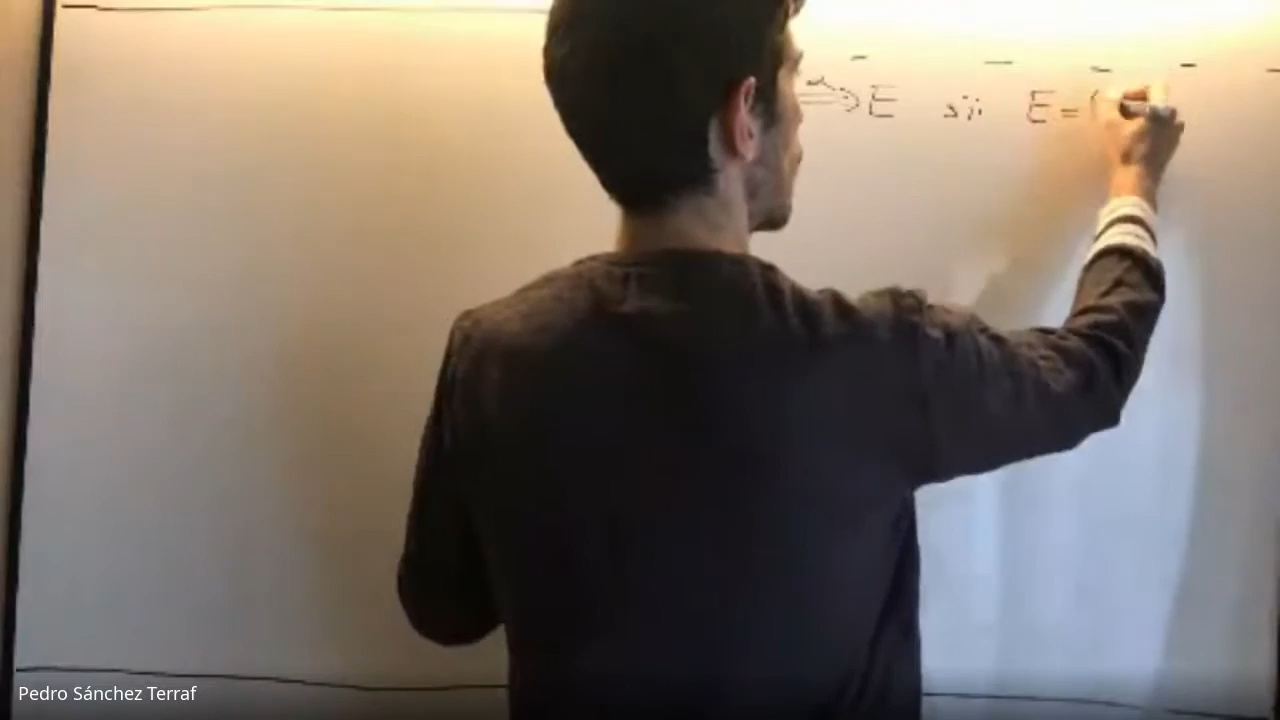 ⇒ E sii E = (
Pedro Sánchez Terraf